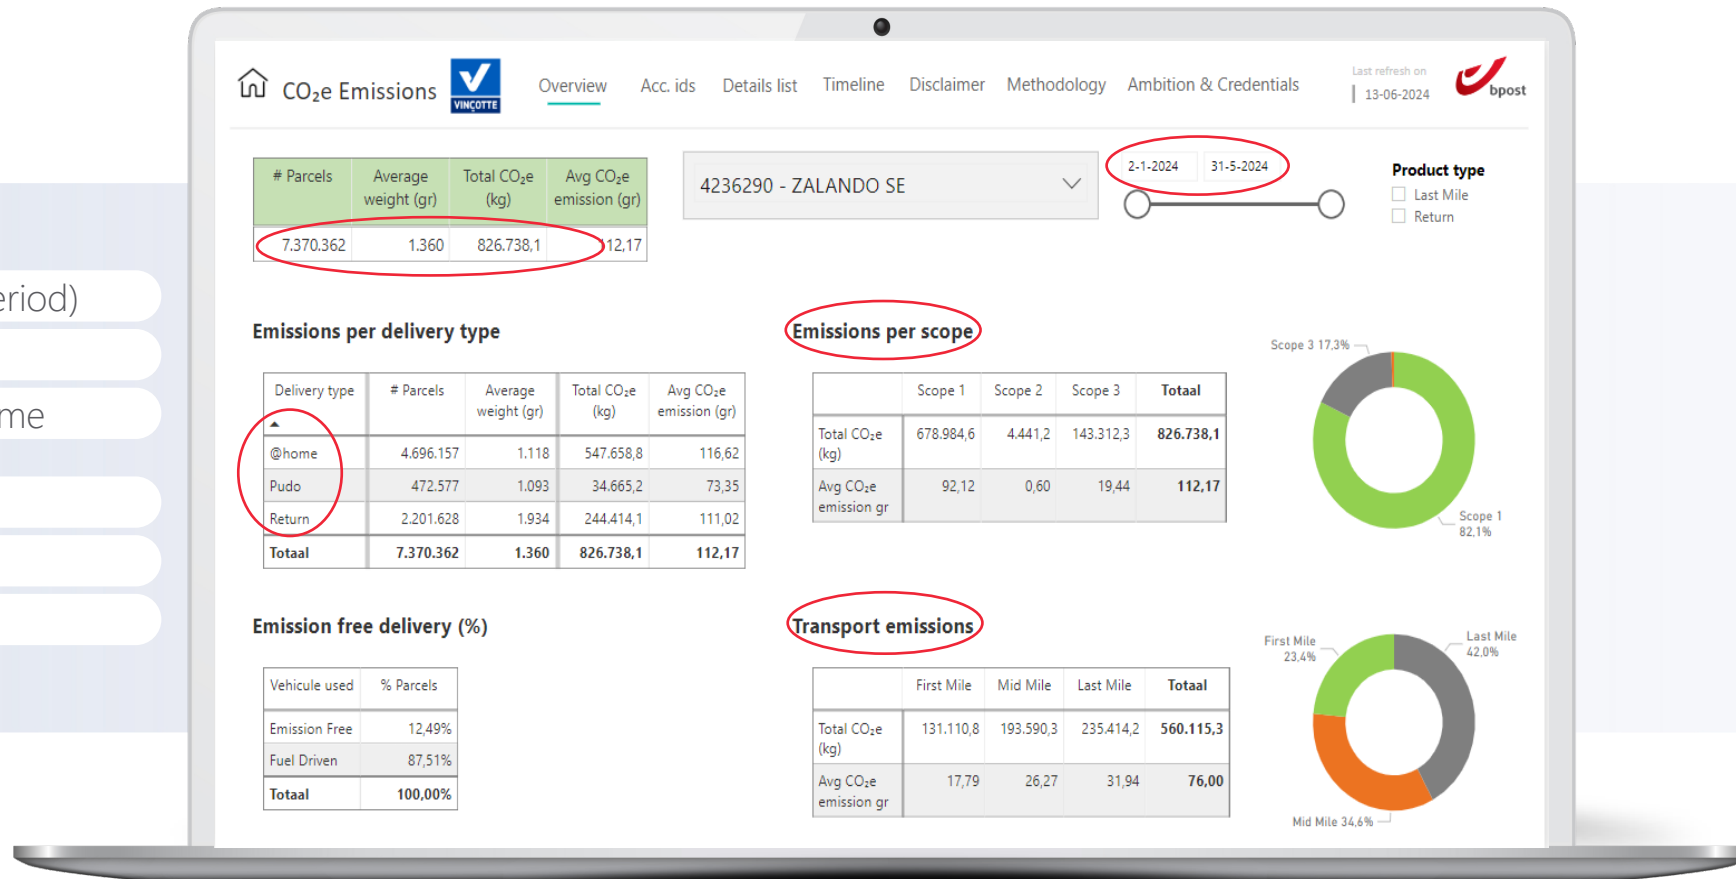 CO₂e Emissions
VINÇOTTE
Overview
Acc. ids
Details list
Timeline
Disclaimer
Methodology
Ambition & Credentials
Last refresh on
13-06-2024
bpost
# Parcels Average weight (gr) Total CO₂e (kg) Avg CO₂e emission (gr)
7.370.362 1.360 826.738,1 112,17
4236290 - ZALANDO SE
2-1-2024 31-5-2024
Product type
Last Mile
Return
eriod)
me
Emissions per delivery type
Delivery type # Parcels Average weight (gr) Total CO₂e (kg) Avg CO₂e emission (gr)
@home 4.696.157 1.118 547.658,8 116,62
Pudo 472.577 1.093 34.665,2 73,35
Return 2.201.628 1.934 244.414,1 111,02
Totaal 7.370.362 1.360 826.738,1 112,17
Emissions per scope
Scope 1 Scope 2 Scope 3 Totaal
Total CO₂e (kg) 678.984,6 4.441,2 143.312,3 826.738,1
Avg CO₂e emission gr 92,12 0,60 19,44 112,17
Scope 3 17,3%
Scope 1
82,1%
Emission free delivery (%)
Vehicule used % Parcels
Emission Free 12,49%
Fuel Driven 87,51%
Totaal 100,00%
Transport emissions
First Mile Mid Mile Last Mile Totaal
Total CO₂e (kg) 131.110,8 193.590,3 235.414,2 560.115,3
Avg CO₂e emission gr 17,79 26,27 31,94 76,00
First Mile
23,4%
Last Mile
42,0%
Mid Mile 34,6%